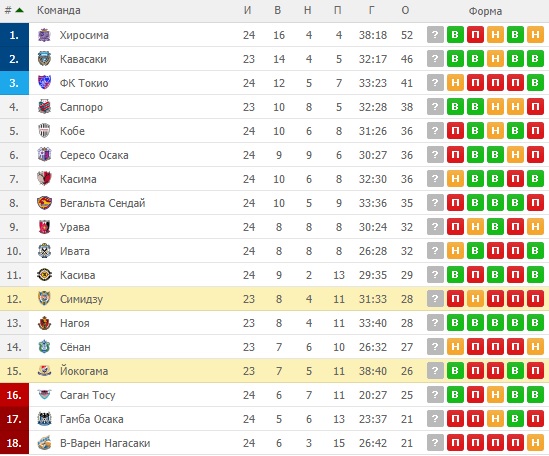 # Команда И В Н П Г О Форма
1. Хиросима 24 16 4 4 38:18 52 ? В П Н В Н
2. Кавасаки 23 14 4 5 32:17 46 ? В В Н В В
3. ФК Токио 24 12 5 7 33:23 41 ? Н П П П В
4. Саппоро 23 10 8 5 32:28 38 ? В В Н Н В
5. Кобе 24 10 6 8 31:26 36 ? П В Н Н П
6. Сересо Осака 24 9 9 6 30:27 36 ? П В В Н П
7. Касима 24 10 6 8 32:30 36 ? Н В В П В
8. Вегальта Сендай 24 10 5 9 33:36 35 ? П В В В П
9. Урава 24 8 8 8 30:24 32 ? П Н В П Н
10. Ивата 24 8 8 8 26:28 32 ? Н В П П В
11. Касива 24 9 2 13 29:35 29 ? В П В П П
12. Симидзу 23 8 4 11 31:33 28 ? П Н П П П
13. Нагоя 23 8 4 11 33:40 28 ? В В В В В
14. Сёнан 23 7 6 10 26:32 27 ? Н П П П Н
15. Йокогама 23 7 5 11 38:40 26 ? В П П В П
16. Саган Тосу 24 6 7 11 20:27 25 ? В П Н В В
17. Гамба Осака 24 5 6 13 23:37 21 ? П П Н В П
18. В-Варен Нагасаки 24 6 3 15 26:42 21 ? П В П П П